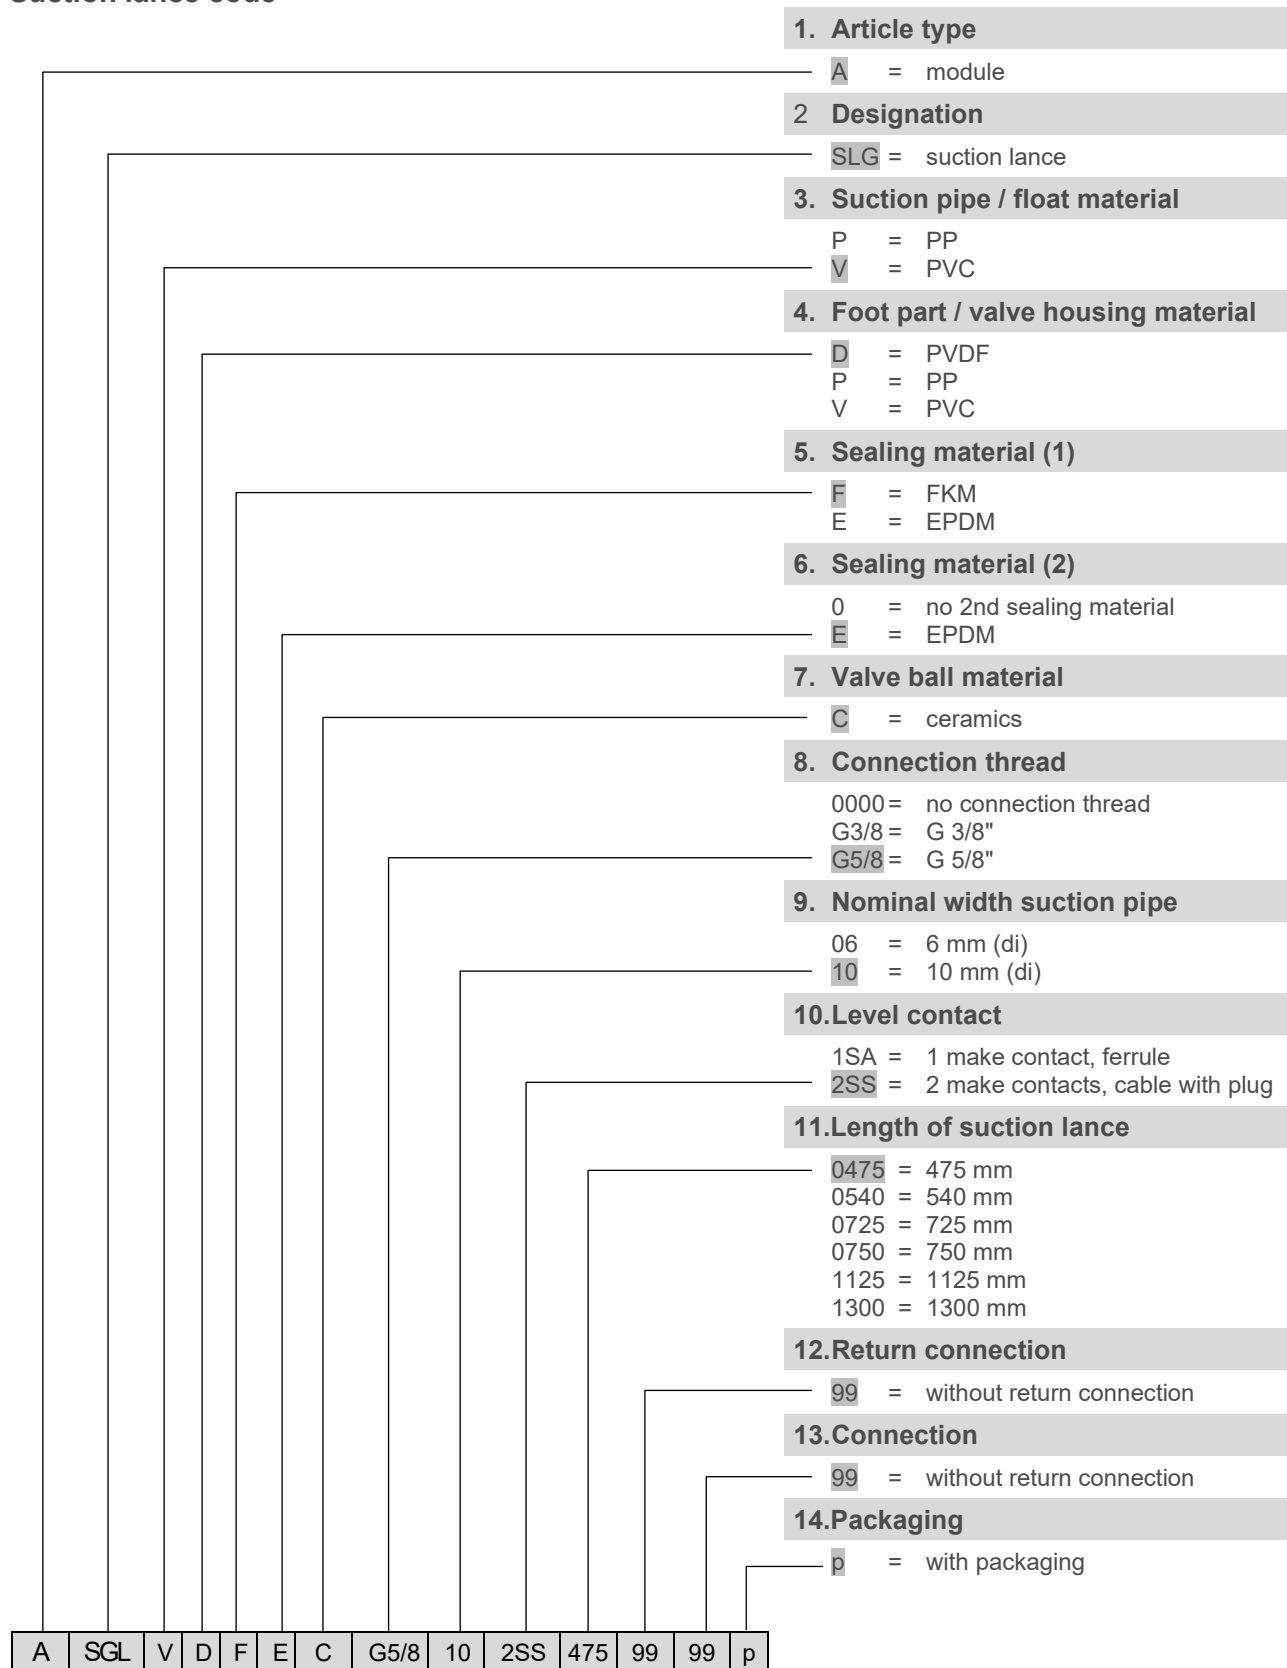 Suction lance code
1. Article type
A = module
2 Designation
SLG = suction lance
3. Suction pipe / float material
P = PP
V = PVC
4. Foot part / valve housing material
D = PVDF
P = PP
V = PVC
5. Sealing material (1)
F = FKM
E = EPDM
6. Sealing material (2)
0 = no 2nd sealing material
E = EPDM
7. Valve ball material
C = ceramics
8. Connection thread
0000 = no connection thread
G3/8 = G 3/8"
G5/8 = G 5/8"
9. Nominal width suction pipe
06 = 6 mm (di)
10 = 10 mm (di)
10.Level contact
1SA = 1 make contact, ferrule
2SS = 2 make contacts, cable with plug
11.Length of suction lance
0475 = 475 mm
0540 = 540 mm
0725 = 725 mm
0750 = 750 mm
1125 = 1125 mm
1300 = 1300 mm
12.Return connection
99 = without return connection
13.Connection
99 = without return connection
14.Packaging
p = with packaging
A SGL V D F E C G5/8 10 2SS 475 99 99 p